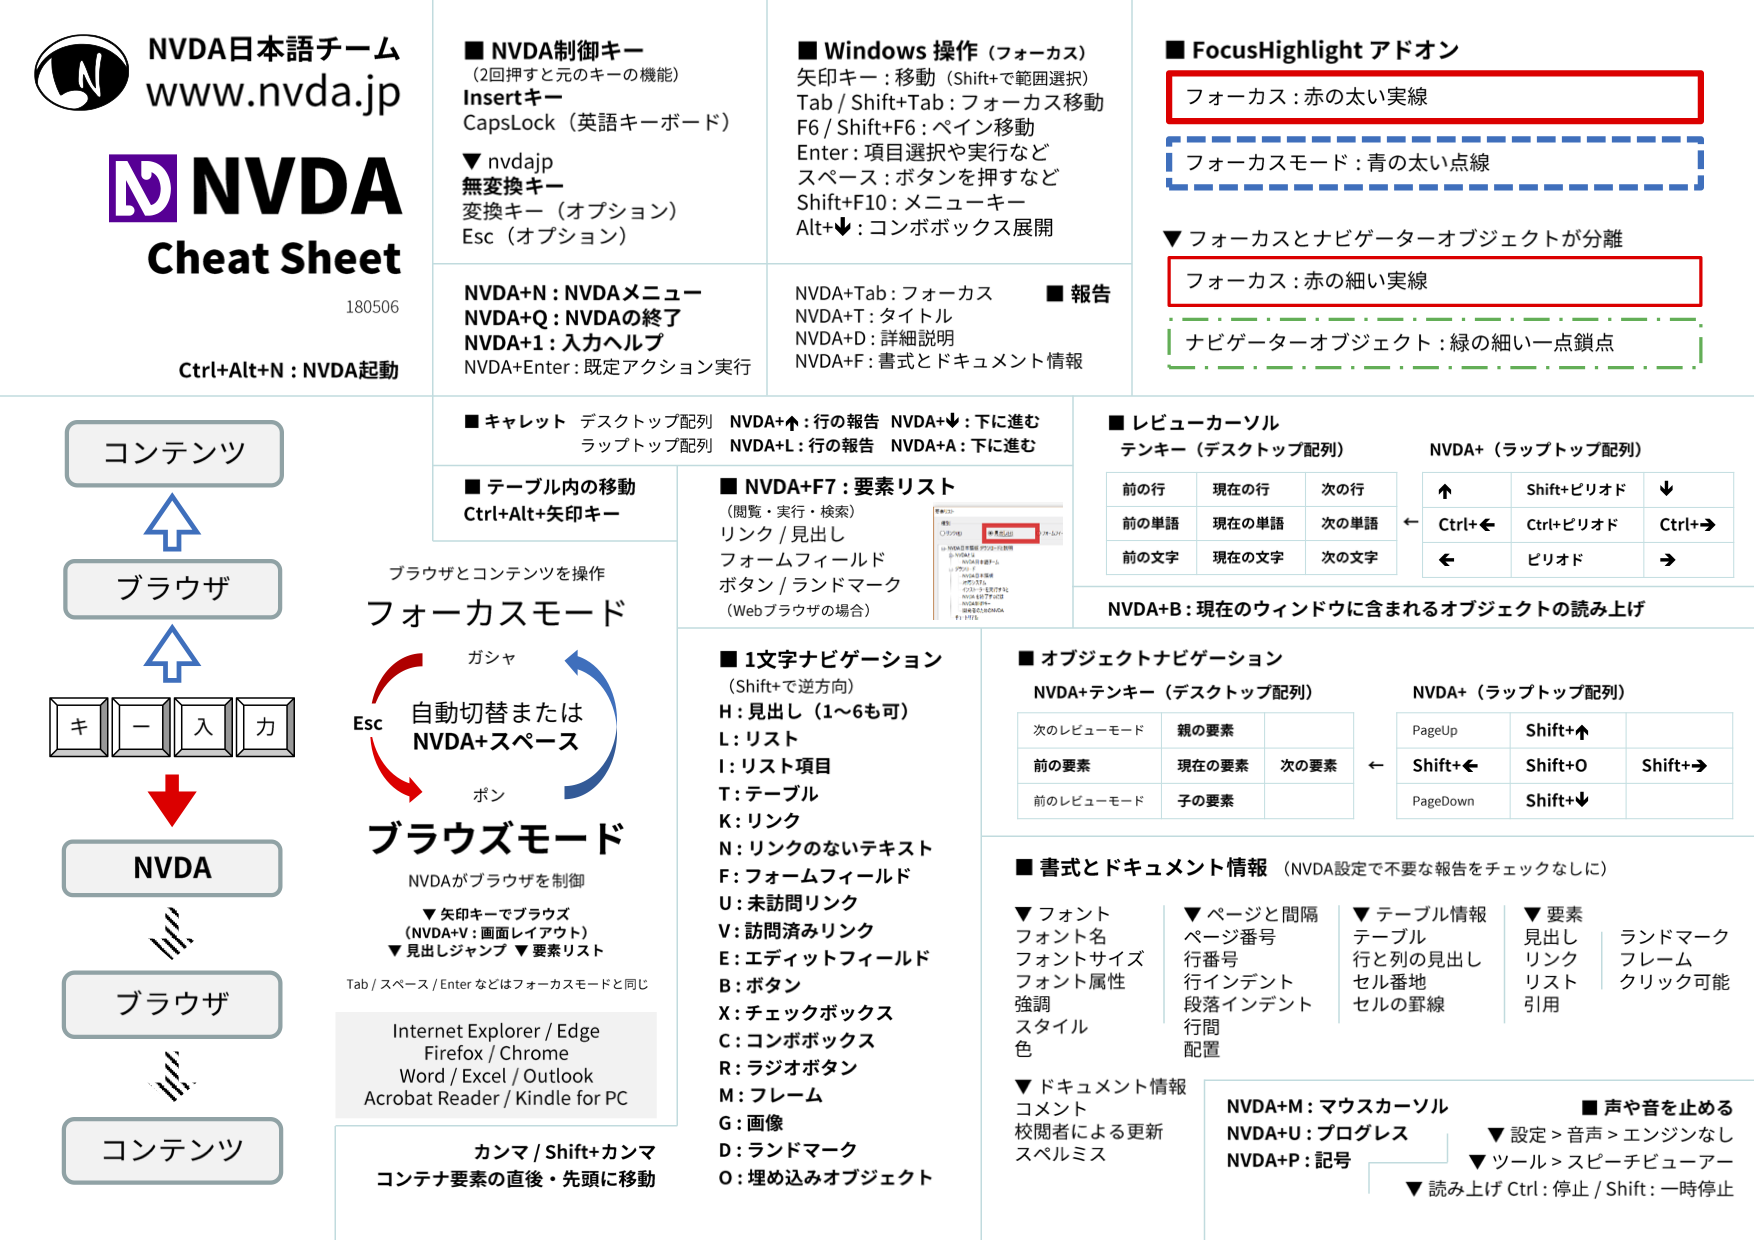 NVDA日本語チーム
www.nvda.jp
NVDA
Cheat Sheet
180506
Ctrl+Alt+N : NVDA起動
■ NVDA制御キー
（2回押すと元のキーの機能）
Insertキー
CapsLock（英語キーボード）
▼ nvdajp
無変換キー
変換キー（オプション）
Esc（オプション）
■ Windows 操作（フォーカス）
矢印キー : 移動（Shift+で範囲選択）
Tab / Shift+Tab : フォーカス移動
F6 / Shift+F6 : ペイン移動
Enter : 項目選択や実行など
スペース : ボタンを押すなど
Shift+F10 : メニューキー
Alt+🡫 : コンボボックス展開
■ FocusHighlight アドオン
フォーカス : 赤の太い実線
フォーカスモード : 青の太い点線
▼ フォーカスとナビゲーターオブジェクトが分離
フォーカス : 赤の細い実線
ナビゲーターオブジェクト : 緑の細い一点鎖点
NVDA+N : NVDAメニュー
NVDA+Q : NVDAの終了
NVDA+1 : 入力ヘルプ
NVDA+Enter : 既定アクション実行
■ 報告
NVDA+Tab : フォーカス
NVDA+T : タイトル
NVDA+D : 詳細説明
NVDA+F : 書式とドキュメント情報
■ キャレット デスクトップ配列 NVDA+🡩 : 行の報告 NVDA+🡫 : 下に進む
ラップトップ配列 NVDA+L : 行の報告 NVDA+A : 下に進む
■ テーブル内の移動
Ctrl+Alt+矢印キー
■ NVDA+F7 : 要素リスト
（閲覧・実行・検索）
リンク / 見出し
フォームフィールド
ボタン / ランドマーク
（Webブラウザの場合）
■ レビューカーソル
テンキー（デスクトップ配列） NVDA+（ラップトップ配列）
前の行 現在の行 次の行 🡩 Shift+ピリオド 🡫
前の単語 現在の単語 次の単語 ← Ctrl+🡨 Ctrl+ピリオド Ctrl+🡪
前の文字 現在の文字 次の文字 🡨 ピリオド 🡪
NVDA+B : 現在のウィンドウに含まれるオブジェクトの読み上げ
コンテンツ
ブラウザ
キ ー 入 力
NVDA
ブラウザ
コンテンツ
ブラウザとコンテンツを操作
フォーカスモード
ガシャ
Esc
自動切替または
NVDA+スペース
ポン
ブラウズモード
NVDAがブラウザを制御
▼ 矢印キーでブラウズ
（NVDA+V : 画面レイアウト）
▼ 見出しジャンプ ▼ 要素リスト
Tab / スペース / Enter などはフォーカスモードと同じ
Internet Explorer / Edge
Firefox / Chrome
Word / Excel / Outlook
Acrobat Reader / Kindle for PC
カンマ / Shift+カンマ
コンテナ要素の直後・先頭に移動
■ 1文字ナビゲーション
（Shift+で逆方向）
H : 見出し（1～6も可）
L : リスト
I : リスト項目
T : テーブル
K : リンク
N : リンクのないテキスト
F : フォームフィールド
U : 未訪問リンク
V : 訪問済みリンク
E : エディットフィールド
B : ボタン
X : チェックボックス
C : コンボボックス
R : ラジオボタン
M : フレーム
G : 画像
D : ランドマーク
O : 埋め込みオブジェクト
■ オブジェクトナビゲーション
NVDA+テンキー（デスクトップ配列） NVDA+（ラップトップ配列）
次のレビューモード 親の要素 PageUp Shift+🡩
前の要素 現在の要素 次の要素 ← Shift+🡨 Shift+O Shift+🡪
前のレビューモード 子の要素 PageDown Shift+🡫
■ 書式とドキュメント情報 （NVDA設定で不要な報告をチェックなしに）
▼ フォント
フォント名
フォントサイズ
フォント属性
強調
スタイル
色
▼ ページと間隔
ページ番号
行番号
行インデント
段落インデント
行間
配置
▼ テーブル情報
テーブル
行と列の見出し
セル番地
セルの罫線
▼ 要素
見出し
リンク
リスト
引用
ランドマーク
フレーム
クリック可能
▼ ドキュメント情報
コメント
校閲者による更新
スペルミス
NVDA+M : マウスカーソル
NVDA+U : プログレス
NVDA+P : 記号
■ 声や音を止める
▼ 設定 > 音声 > エンジンなし
▼ ツール > スピーチビューアー
▼ 読み上げ Ctrl : 停止 / Shift : 一時停止